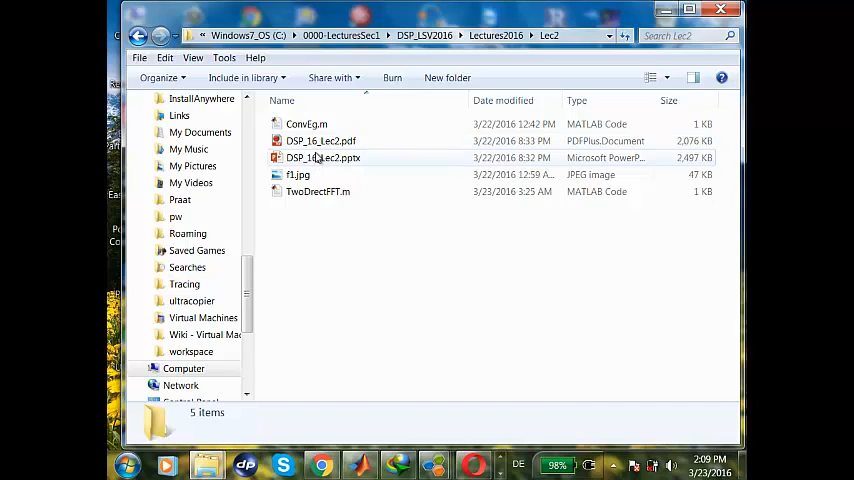 « Windows7_OS (C:) ▸ 0000-LecturesSec1 ▸ DSP_LSV2016 ▸ Lectures2016 ▸ Lec2
Search Lec2
File Edit View Tools Help
Organize Include in library Share with Burn New folder
Name Date modified Type Size
InstallAnywhere
Links
My Documents
My Music
My Pictures
My Videos
Praat
pw
Roaming
Saved Games
Searches
Tracing
ultracopier
Virtual Machines
Wiki - Virtual Mac
workspace
Computer
Network
ConvEg.m 3/22/2016 12:42 PM MATLAB Code 1 KB
DSP_16_Lec2.pdf 3/22/2016 8:33 PM PDFPlus.Document 2,076 KB
DSP_16_Lec2.pptx 3/22/2016 8:32 PM Microsoft PowerP... 2,497 KB
f1.jpg 3/22/2016 12:59 A... JPEG image 47 KB
TwoDirectFFT.m 3/23/2016 3:25 AM MATLAB Code 1 KB
5 items
DE 98% 2:09 PM
3/23/2016